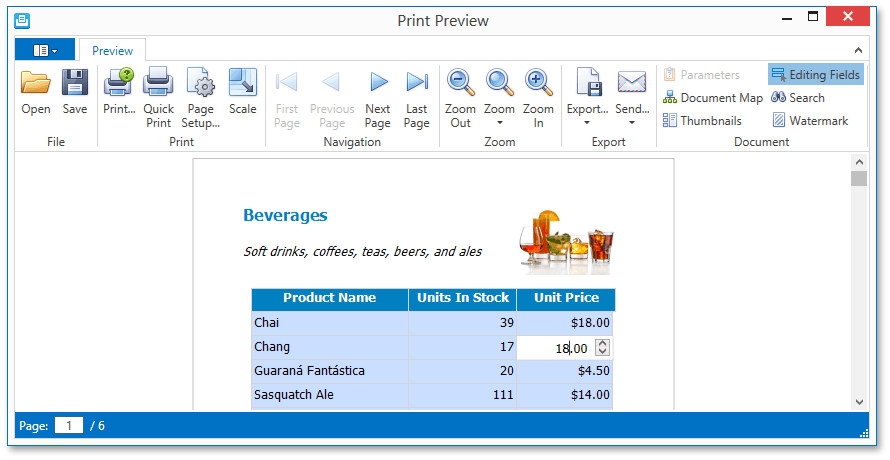 Print Preview
Preview
Open
Save
Print...
Quick
Print
Page
Setup...
Scale
First
Page
Previous
Page
Next
Page
Last
Page
Zoom
Out
Zoom
Zoom
In
Export...
Send...
Parameters
Editing Fields
Document Map
Search
Thumbnails
Watermark
File
Print
Navigation
Zoom
Export
Document
Beverages
Soft drinks, coffees, teas, beers, and ales
Product Name Units In Stock Unit Price
Chai 39 $18.00
Chang 17 18.00
Guaraná Fantástica 20 $4.50
Sasquatch Ale 111 $14.00
Page: 1 / 6